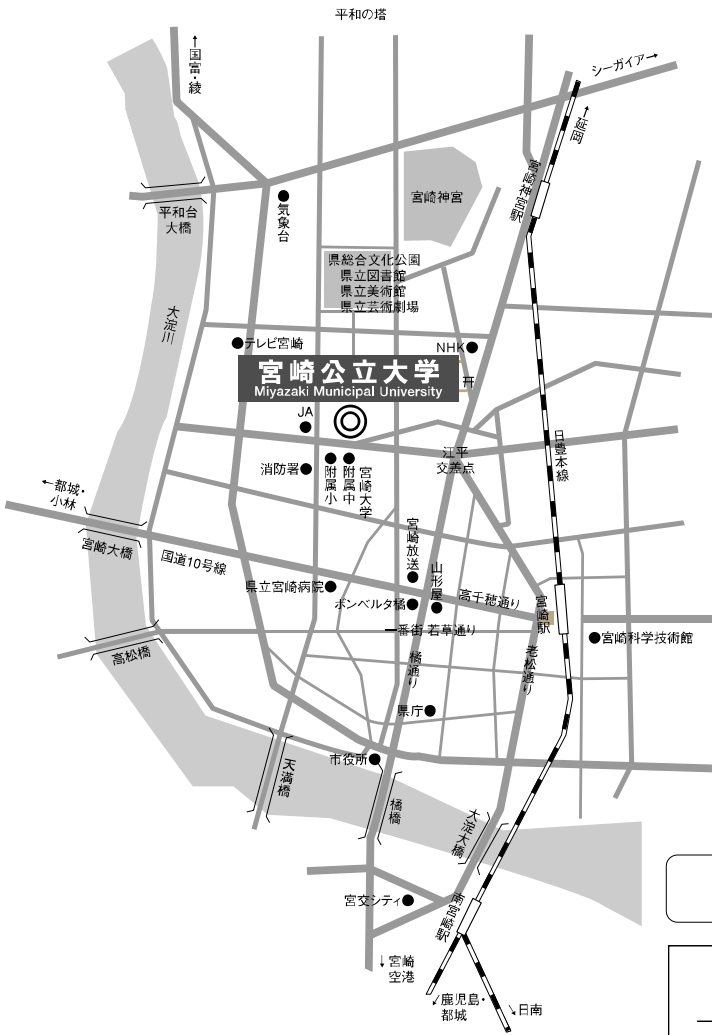 平和の塔
↑国富・綾
シーガイア→
↑延岡
宮崎神宮駅
宮崎神宮
平和台
大橋
気象台
県総合文化公園
県立図書館
県立美術館
県立芸術劇場
大淀川
テレビ宮崎
NHK
宮崎公立大学
Miyazaki Municipal University
JA
江平
交差点
日豊本線
消防署
附属小
附属中
宮崎大学
←都城・
小林
宮崎大橋
国道10号線
宮崎放送
山形屋
県立宮崎病院
ボンベルタ橘
高千穂通り
宮崎駅
一番街 若草通り
宮崎科学技術館
高松橋
橘通り
老松通り
県庁
市役所
天満橋
橘橋
大淀大橋
宮交シティ
南宮崎駅
↓宮崎
空港
↙鹿児島・
都城
↘日南